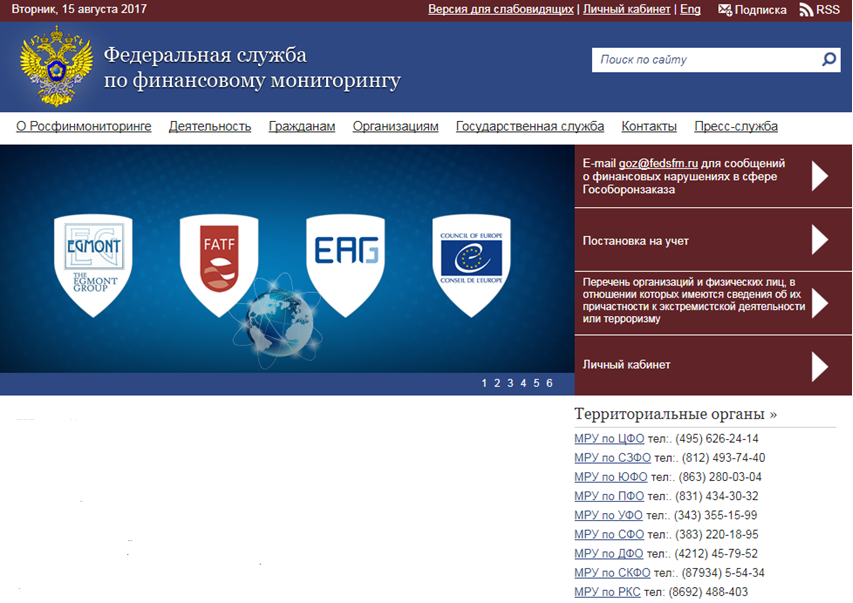 Вторник, 15 августа 2017
Версия для слабовидящих | Личный кабинет | Eng
Подписка
RSS
Федеральная служба
по финансовому мониторингу
Поиск по сайту
О Росфинмониторинге Деятельность Гражданам Организациям Государственная служба Контакты Пресс-служба
EGMONT
THE
EGMONT
GROUP
FATF
EAG
COUNCIL OF EUROPE
CONSEIL DE L'EUROPE
1 2 3 4 5 6
E-mail goz@fedsfm.ru для сообщений
о финансовых нарушениях в сфере
Гособоронзаказа
Постановка на учет
Перечень организаций и физических лиц, в
отношении которых имеются сведения об их
причастности к экстремистской деятельности
или терроризму
Личный кабинет
Территориальные органы »
МРУ по ЦФО тел:. (495) 626-24-14
МРУ по СЗФО тел:. (812) 493-74-40
МРУ по ЮФО тел:. (863) 280-03-04
МРУ по ПФО тел:. (831) 434-30-32
МРУ по УФО тел:. (343) 355-15-99
МРУ по СФО тел:. (383) 220-18-95
МРУ по ДФО тел:. (4212) 45-79-52
МРУ по СКФО тел: (87934) 5-54-34
МРУ по РКС тел: (8692) 488-403